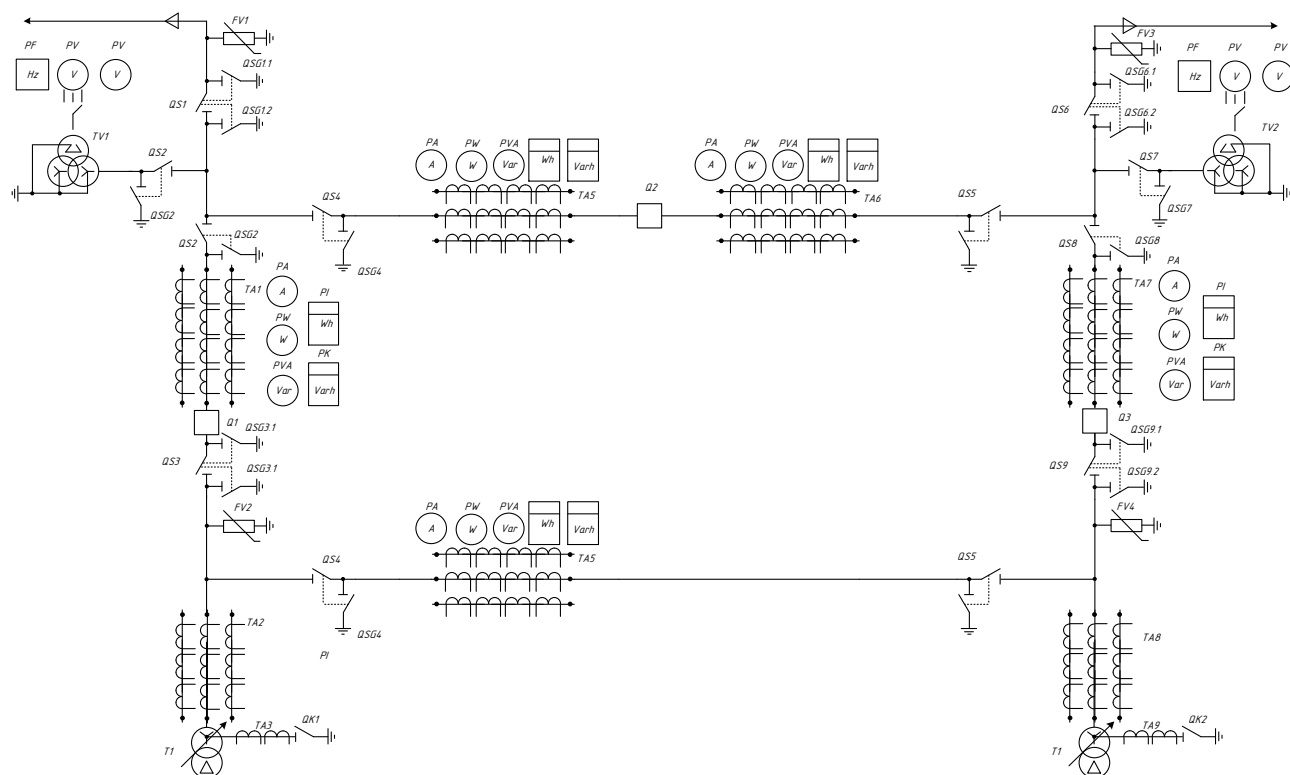 FV1
FV3
PF PV PV
PF PV PV
Hz V V
QSG1.1
QSG6.1
Hz V V
QS1
QSG1.2
QS6
QSG6.2
TV1
QS2
TV2
QS7
QSG2
QSG7
PA PW PVA
A W Var Wh Varh
PA PW PVA
A W Var Wh Varh
QS4
TA5
Q2
TA6
QS5
QS2
QSG2
QSG4
QS8
QSG8
TA1
PA
A
PI
Wh
PW
W
PK
PVA
Var
Varh
TA7
PA
A
PI
Wh
PW
W
PK
PVA
Var
Varh
Q1
QSG3.1
QS3
QSG3.1
Q3
QSG9.1
QS9
QSG9.2
FV2
FV4
PA PW PVA
A W Var Wh Varh
QS4
TA5
QS5
QSG4
TA2
PI
TA8
T1
TA3
QK1
T1
TA9
QK2